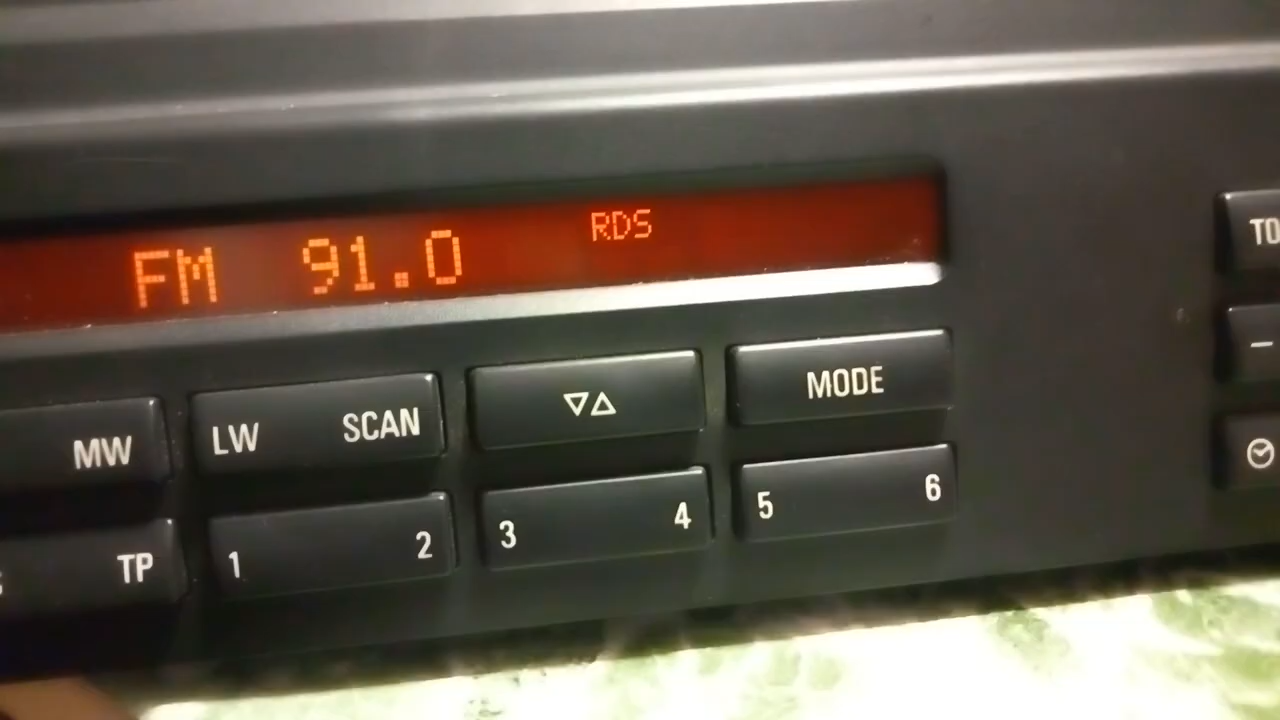 FM 91.0 RDS
MW LW SCAN ▽△ MODE
TP 1 2 3 4 5 6
TO
−